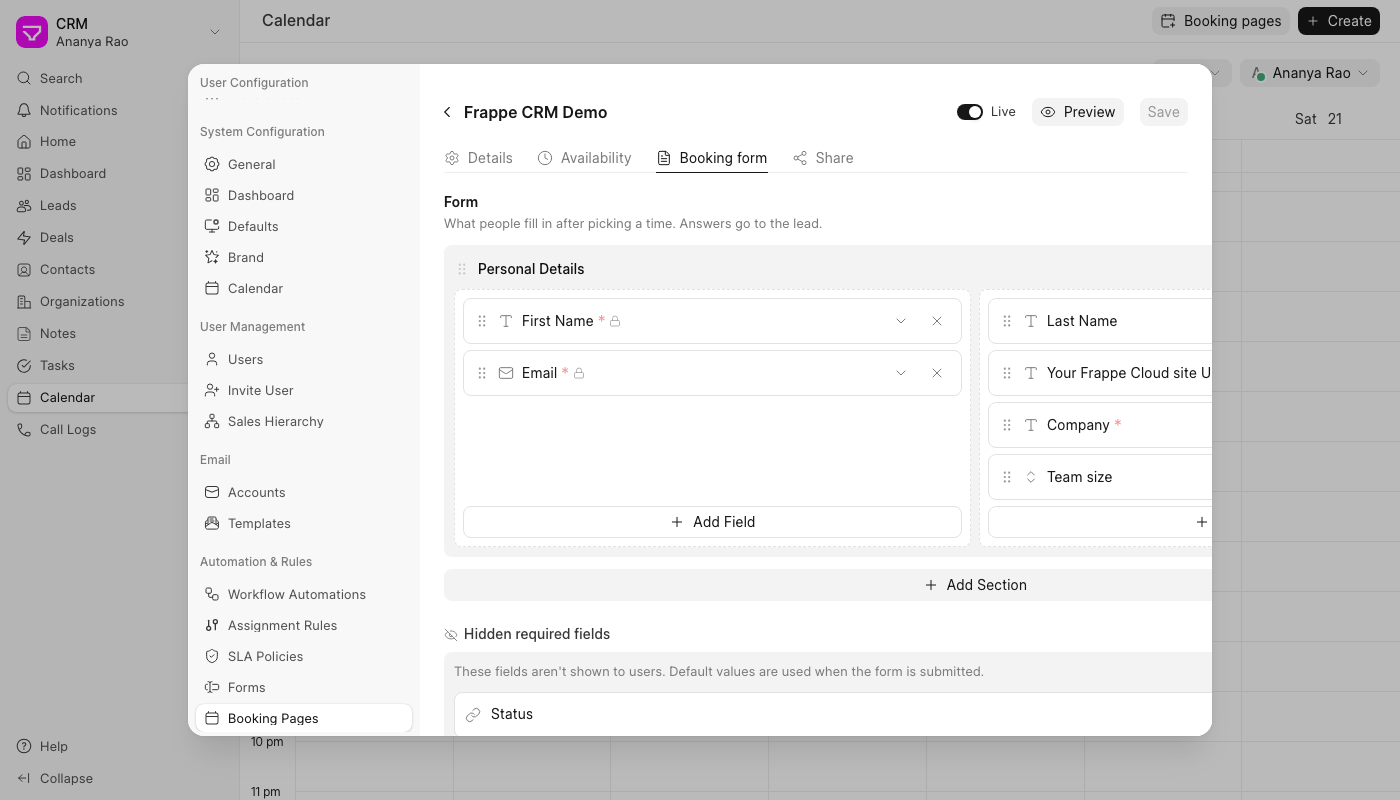 CRM
Ananya Rao
Search
Notifications
Home
Dashboard
Leads
Deals
Contacts
Organizations
Notes
Tasks
Calendar
Call Logs
Help
Collapse
Calendar
Booking pages
Create
Ananya Rao
Sat 21
10 pm
11 pm
User Configuration
System Configuration
General
Dashboard
Defaults
Brand
Calendar
User Management
Users
Invite User
Sales Hierarchy
Email
Accounts
Templates
Automation & Rules
Workflow Automations
Assignment Rules
SLA Policies
Forms
Booking Pages
Frappe CRM Demo
Live
Preview
Save
Details
Availability
Booking form
Share
Form
What people fill in after picking a time. Answers go to the lead.
Personal Details
First Name *
Email *
Add Field
Last Name
Your Frappe Cloud site U
Company *
Team size
Add Section
Hidden required fields
These fields aren't shown to users. Default values are used when the form is submitted.
Status